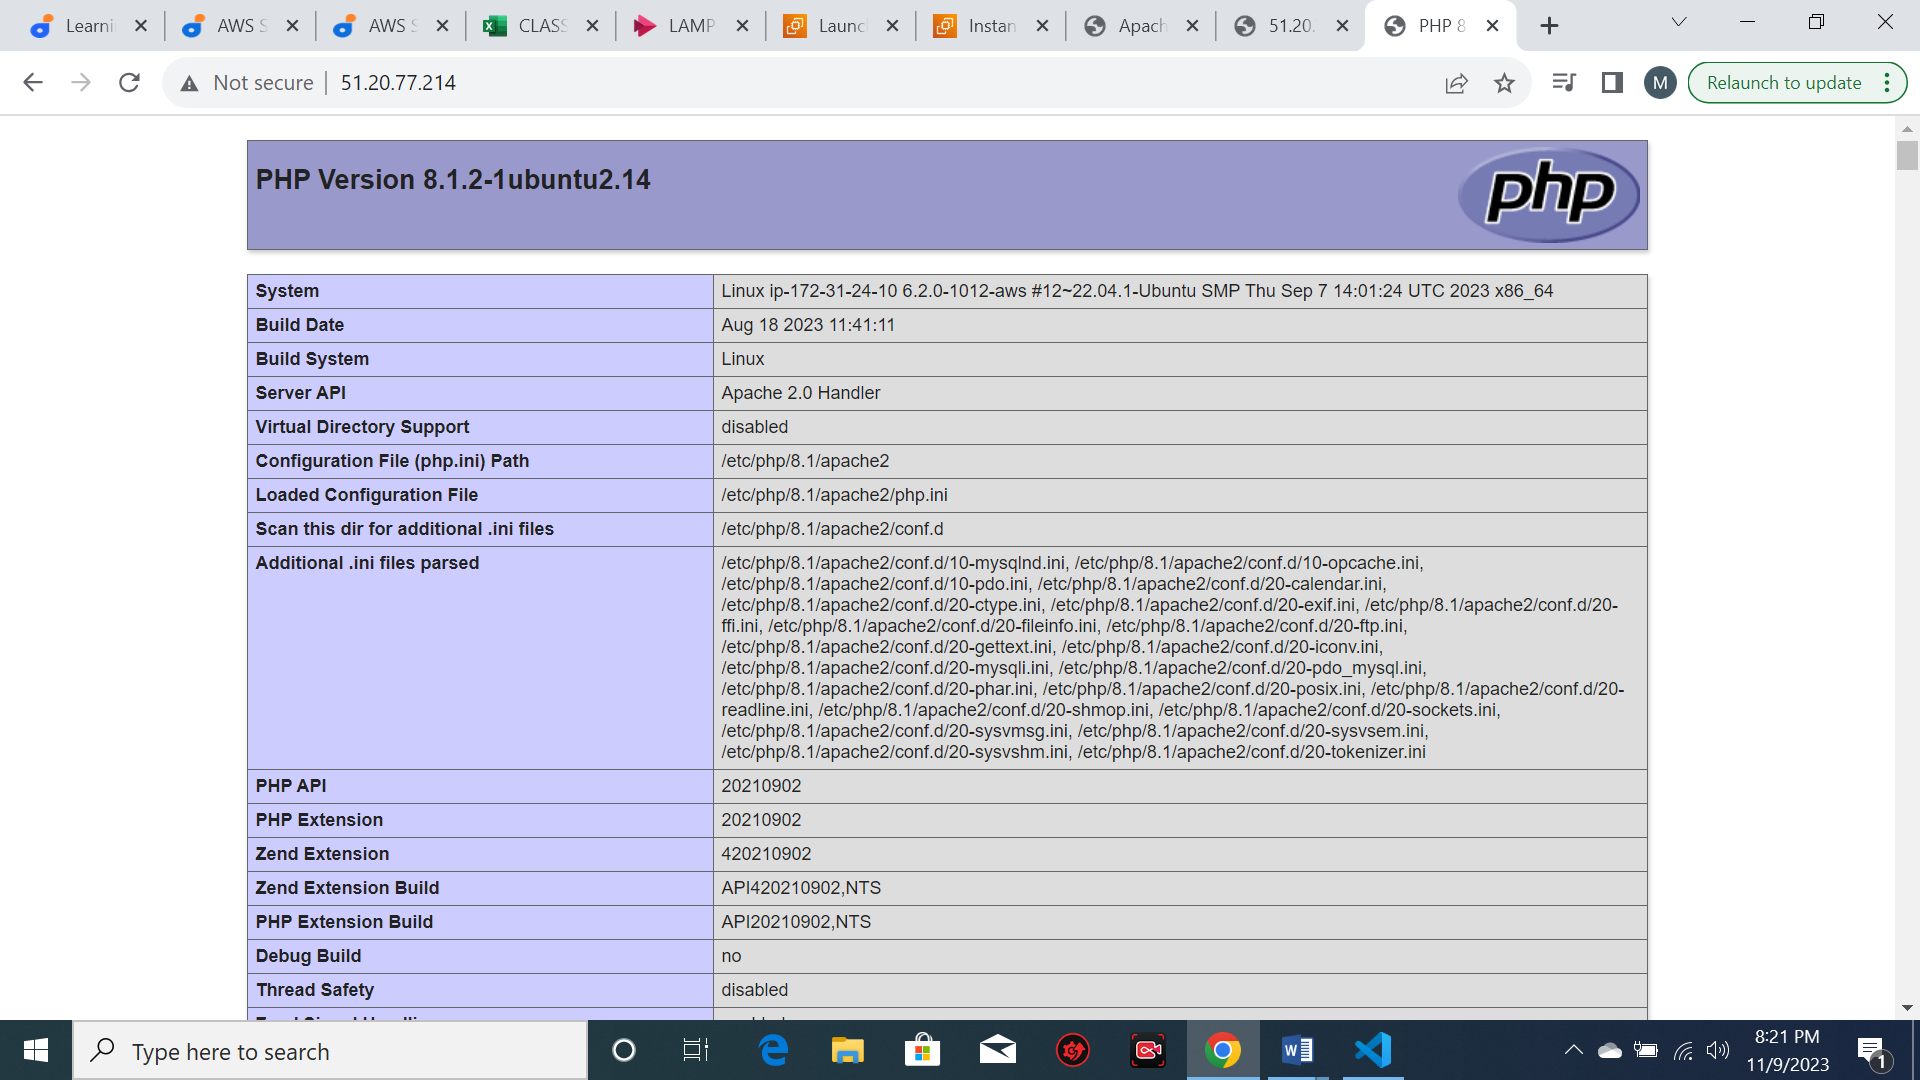 Learni
AWS S
AWS S
CLASS
LAMP
Launc
Instan
Apach
51.20.
PHP 8
Not secure
51.20.77.214
M
Relaunch to update
PHP Version 8.1.2-1ubuntu2.14
php
System Linux ip-172-31-24-10 6.2.0-1012-aws #12~22.04.1-Ubuntu SMP Thu Sep 7 14:01:24 UTC 2023 x86_64
Build Date Aug 18 2023 11:41:11
Build System Linux
Server API Apache 2.0 Handler
Virtual Directory Support disabled
Configuration File (php.ini) Path /etc/php/8.1/apache2
Loaded Configuration File /etc/php/8.1/apache2/php.ini
Scan this dir for additional .ini files /etc/php/8.1/apache2/conf.d
Additional .ini files parsed /etc/php/8.1/apache2/conf.d/10-mysqlnd.ini, /etc/php/8.1/apache2/conf.d/10-opcache.ini,
/etc/php/8.1/apache2/conf.d/10-pdo.ini, /etc/php/8.1/apache2/conf.d/20-calendar.ini,
/etc/php/8.1/apache2/conf.d/20-ctype.ini, /etc/php/8.1/apache2/conf.d/20-exif.ini, /etc/php/8.1/apache2/conf.d/20-
ffi.ini, /etc/php/8.1/apache2/conf.d/20-fileinfo.ini, /etc/php/8.1/apache2/conf.d/20-ftp.ini,
/etc/php/8.1/apache2/conf.d/20-gettext.ini, /etc/php/8.1/apache2/conf.d/20-iconv.ini,
/etc/php/8.1/apache2/conf.d/20-mysqli.ini, /etc/php/8.1/apache2/conf.d/20-pdo_mysql.ini,
/etc/php/8.1/apache2/conf.d/20-phar.ini, /etc/php/8.1/apache2/conf.d/20-posix.ini, /etc/php/8.1/apache2/conf.d/20-
readline.ini, /etc/php/8.1/apache2/conf.d/20-shmop.ini, /etc/php/8.1/apache2/conf.d/20-sockets.ini,
/etc/php/8.1/apache2/conf.d/20-sysvmsg.ini, /etc/php/8.1/apache2/conf.d/20-sysvsem.ini,
/etc/php/8.1/apache2/conf.d/20-sysvshm.ini, /etc/php/8.1/apache2/conf.d/20-tokenizer.ini
PHP API 20210902
PHP Extension 20210902
Zend Extension 420210902
Zend Extension Build API420210902,NTS
PHP Extension Build API20210902,NTS
Debug Build no
Thread Safety disabled
Type here to search
8:21 PM
11/9/2023
1